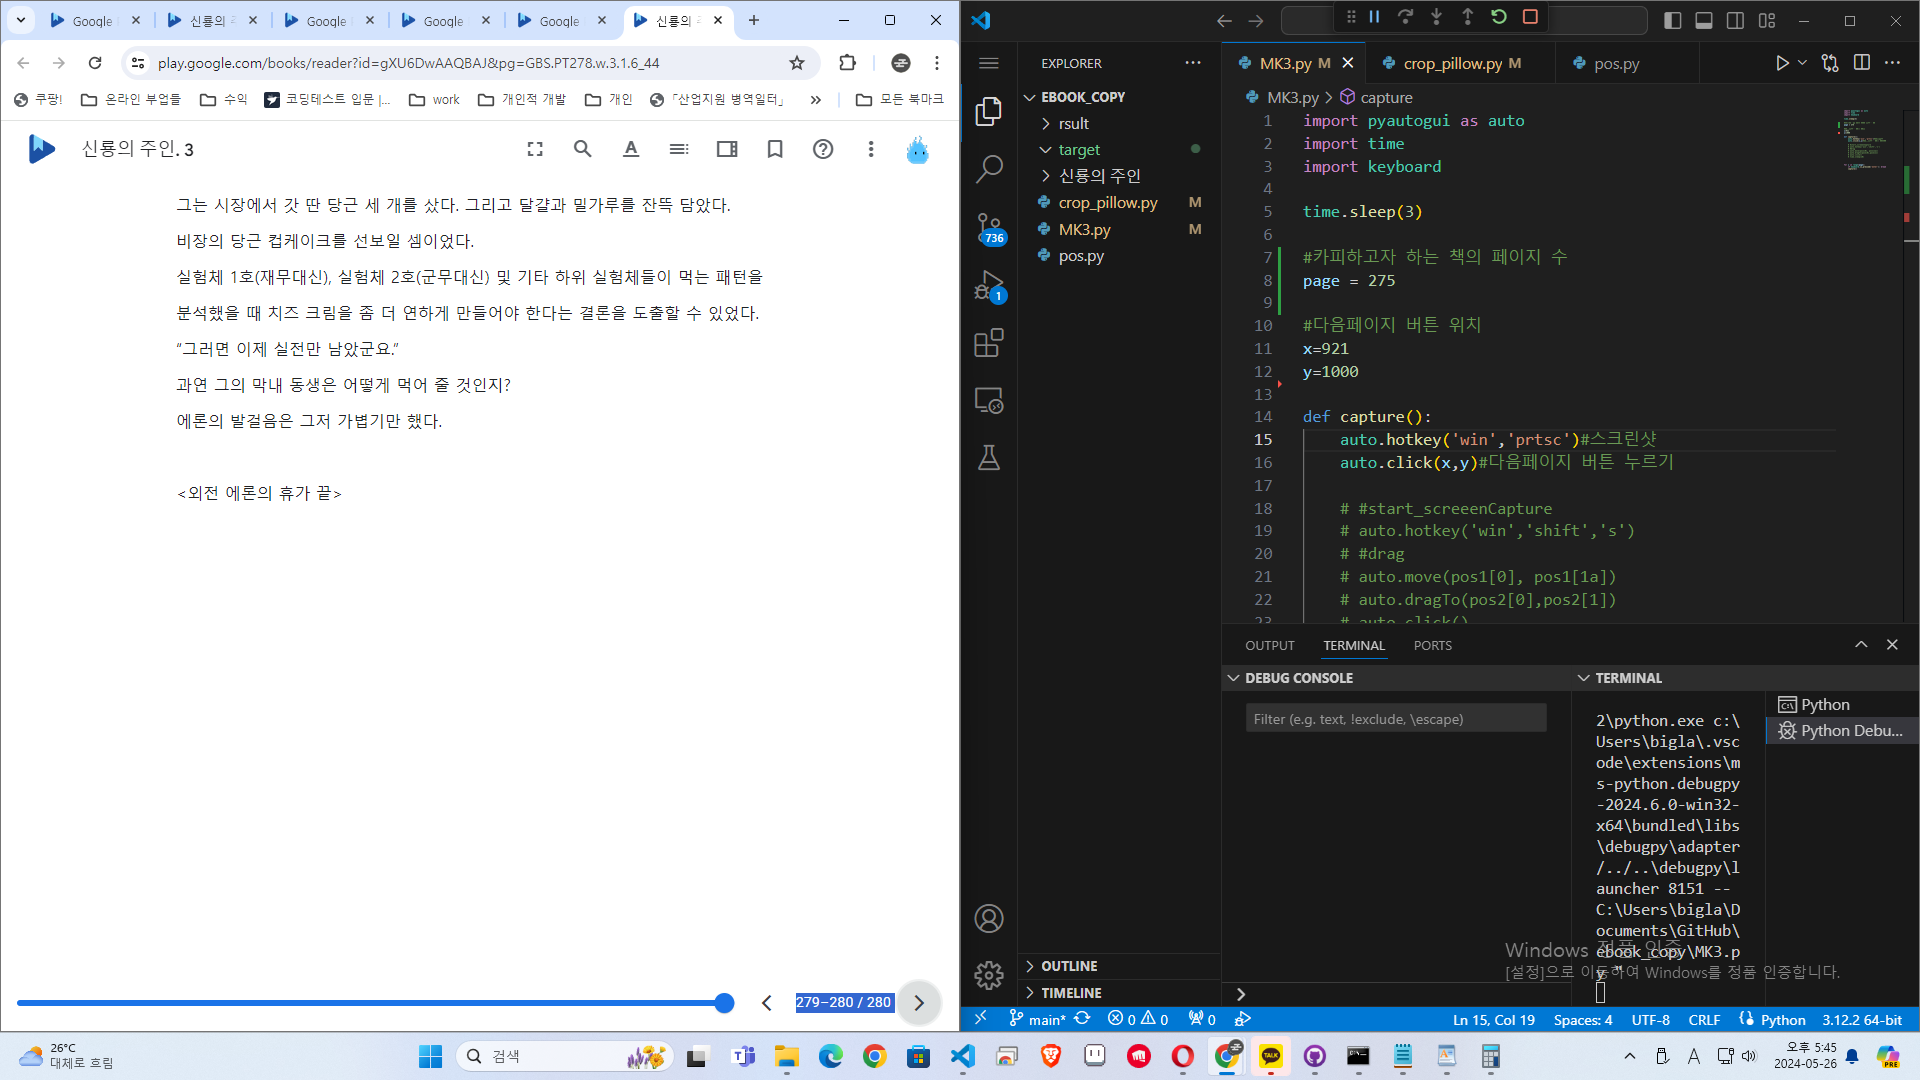 Google
신룡의 주
Google
Google
Google
신룡의 주
play.google.com/books/reader?id=gXU6DwAAQBAJ&pg=GBS.PT278.w.3.1.6_44
쿠팡!
온라인 부업들
수익
코딩테스트 입문 |...
work
개인적 개발
개인
「산업지원 병역일터」
»
모든 북마크
신룡의 주인. 3
그는 시장에서 갓 딴 당근 세 개를 샀다. 그리고 달걀과 밀가루를 잔뜩 담았다.
비장의 당근 컵케이크를 선보일 셈이었다.
실험체 1호(재무대신), 실험체 2호(군무대신) 및 기타 하위 실험체들이 먹는 패턴을
분석했을 때 치즈 크림을 좀 더 연하게 만들어야 한다는 결론을 도출할 수 있었다.
“그러면 이제 실전만 남았군요.”
과연 그의 막내 동생은 어떻게 먹어 줄 것인지?
에론의 발걸음은 그저 가볍기만 했다.
<외전 에론의 휴가 끝>
279–280 / 280
EXPLORER
EBOOK_COPY
rsult
target
신룡의 주인
crop_pillow.py M
MK3.py M
pos.py
736
1
OUTLINE
TIMELINE
MK3.py M
crop_pillow.py M
pos.py
MK3.py > capture
1 import pyautogui as auto
2 import time
3 import keyboard
4
5 time.sleep(3)
6
7 #카피하고자 하는 책의 페이지 수
8 page = 275
9
10 #다음페이지 버튼 위치
11 x=921
12 y=1000
13
14 def capture():
15 auto.hotkey('win','prtsc')#스크린샷
16 auto.click(x,y)#다음페이지 버튼 누르기
17
18 # #start_screeenCapture
19 # auto.hotkey('win','shift','s')
20 # #drag
21 # auto.move(pos1[0], pos1[1a])
22 # auto.dragTo(pos2[0],pos2[1])
23 # auto.click()
OUTPUT
TERMINAL
PORTS
DEBUG CONSOLE
Filter (e.g. text, !exclude, \escape)
TERMINAL
2\python.exe c:\
Users\bigla\.vsc
ode\extensions\m
s-python.debugpy
-2024.6.0-win32-
x64\bundled\libs
\debugpy\adapter
/../..\debugpy\l
auncher 8151 --
C:\Users\bigla\D
ocuments\GitHub\
ebook_copy\MK3.p
y "
Python
Python Debu...
Windows 정품 인증
[설정]으로 이동하여 Windows를 정품 인증합니다.
main*
0 0
0
Ln 15, Col 19
Spaces: 4
UTF-8
CRLF
Python
3.12.2 64-bit
26°C
대체로 흐림
검색
TALK
A
오후 5:45
2024-05-26
PRE